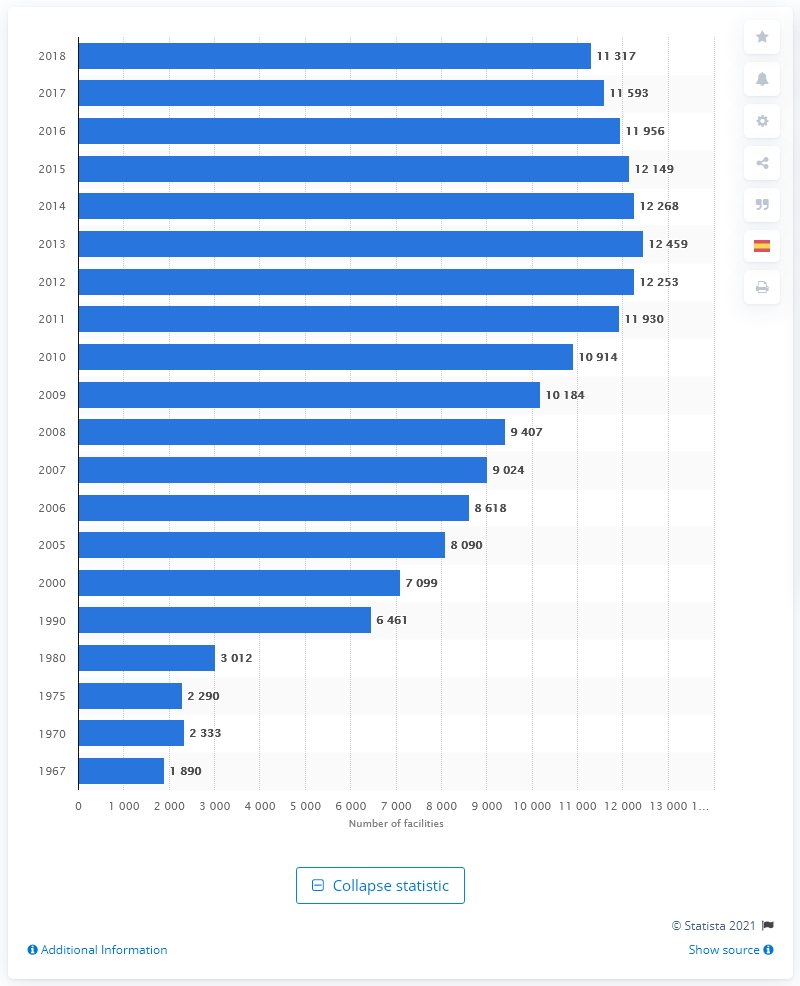 2018 11 317
2017 11 593
2016 11 956
2015 12 149
2014 12 268
2013 12 459
2012 12 253
2011 11 930
2010 10 914
2009 10 184
2008 9 407
2007 9 024
2006 8 618
2005 8 090
2000 7 099
1990 6 461
1980 3 012
1975 2 290
1970 2 333
1967 1 890
0 1 000 2 000 3 000 4 000 5 000 6 000 7 000 8 000 9 000 10 000 11 000 12 000 13 000 1...
Number of facilities
Collapse statistic
© Statista 2021
Additional Information Show source